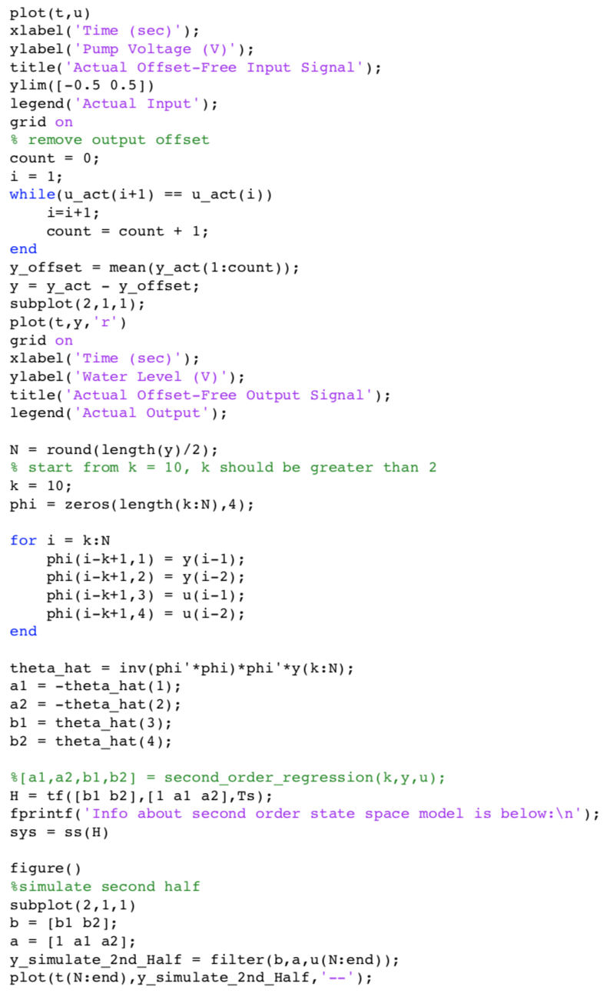 plot(t,u)
xlabel('Time (sec)');
ylabel('Pump Voltage (V)');
title('Actual Offset-Free Input Signal');
ylim([-0.5 0.5])
legend('Actual Input');
grid on
% remove output offset
count = 0;
i = 1;
while(u_act(i+1) == u_act(i))
    i=i+1;
    count = count + 1;
end
y_offset = mean(y_act(1:count));
y = y_act - y_offset;
subplot(2,1,1);
plot(t,y,'r')
grid on
xlabel('Time (sec)');
ylabel('Water Level (V)');
title('Actual Offset-Free Output Signal');
legend('Actual Output');

N = round(length(y)/2);
% start from k = 10, k should be greater than 2
k = 10;
phi = zeros(length(k:N),4);

for i = k:N
    phi(i-k+1,1) = y(i-1);
    phi(i-k+1,2) = y(i-2);
    phi(i-k+1,3) = u(i-1);
    phi(i-k+1,4) = u(i-2);
end

theta_hat = inv(phi'*phi)*phi'*y(k:N);
a1 = -theta_hat(1);
a2 = -theta_hat(2);
b1 = theta_hat(3);
b2 = theta_hat(4);

%[a1,a2,b1,b2] = second_order_regression(k,y,u);
H = tf([b1 b2],[1 a1 a2],Ts);
fprintf('Info about second order state space model is below:\n');
sys = ss(H)

figure()
%simulate second half
subplot(2,1,1)
b = [b1 b2];
a = [1 a1 a2];
y_simulate_2nd_Half = filter(b,a,u(N:end));
plot(t(N:end),y_simulate_2nd_Half,'--');